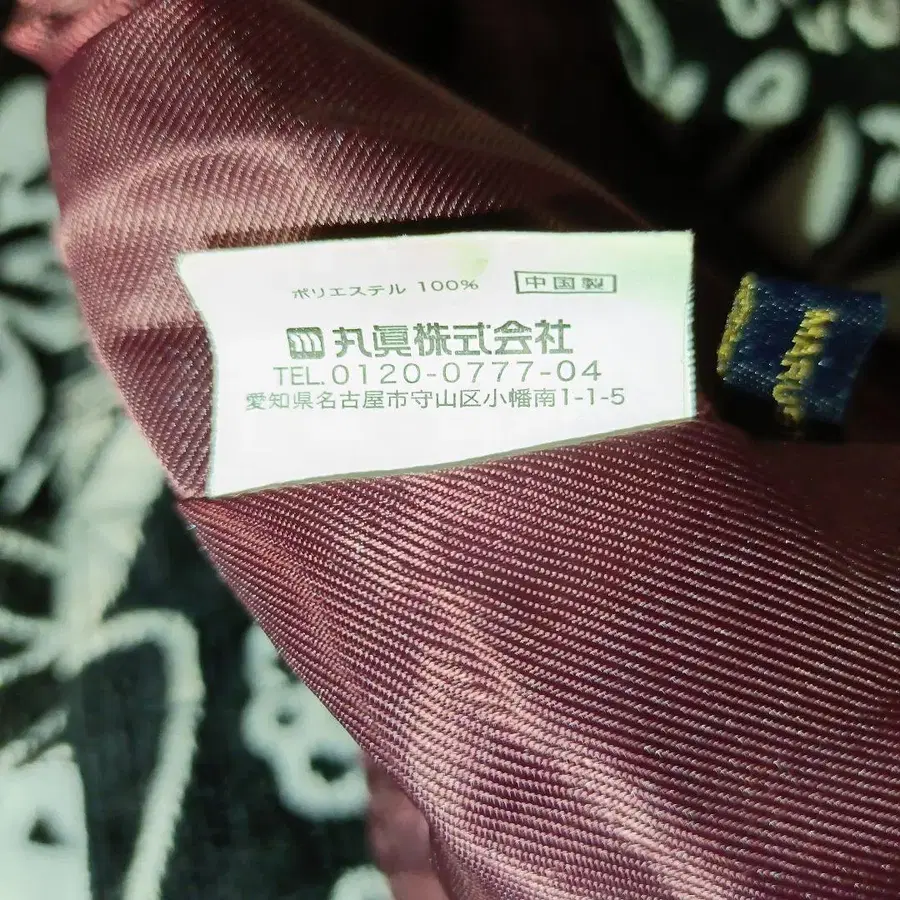 ポリエステル 100% 中国製
丸眞株式会社
TEL.0120-0777-04
愛知県名古屋市守山区小幡南1-1-5